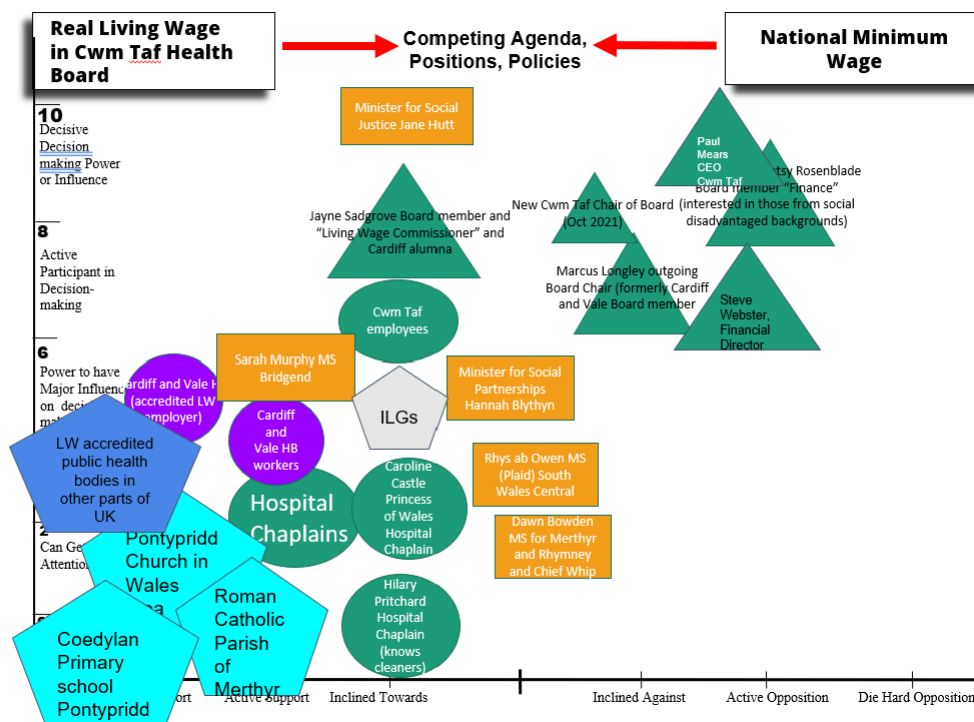 Real Living Wage
in Cwm Taf Health
Board
Competing Agenda,
Positions, Policies
National Minimum
Wage
10
Decisive
Decision
making Power
or Influence
8
Active
Participant in
Decision-
making
6
Power to have
Major Influenc
on
2
Can Ge
Attentio
Minister for Social
Justice Jane Hutt
Jayne Sadgrove Board member and
"Living Wage Commissioner" and
Cardiff alumna
New Cwm Taf Chair of Board
(Oct 2021)
Paul
Mears
CEO
Cwm Taf
tsy Rosenblade
Board member "Finance"
(interested in those from social
disadvantaged backgrounds)
Marcus Longley outgoing
Board Chair (formerly Cardiff
and Vale Board member
Steve
Webster,
Financial
Director
Cwm Taf
employees
Sarah Murphy MS
Bridgend
Minister for Social
Partnerships
Hannah Blythyn
ardiff and Vale H
(accredited LW
employer)
Cardiff
and
Vale HB
workers
ILGs
LW accredited
public health
bodies in
other parts of
UK
Hospital
Chaplains
Caroline
Castle
Princess
of Wales
Hospital
Chaplain
Rhys ab Owen MS
(Plaid) South
Wales Central
Dawn Bowden
MS for Merthyr
and Rhymney
and Chief Whip
Pontypridd
Church in
Wales
Roman
Catholic
Parish
of
Merthyr
Hilary
Pritchard
Hospital
Chaplain
(knows
cleaners)
Coedylan
Primary
school
Pontypridd
ort
Active Support
Inclined Towards
Inclined Against
Active Opposition
Die Hard Opposition